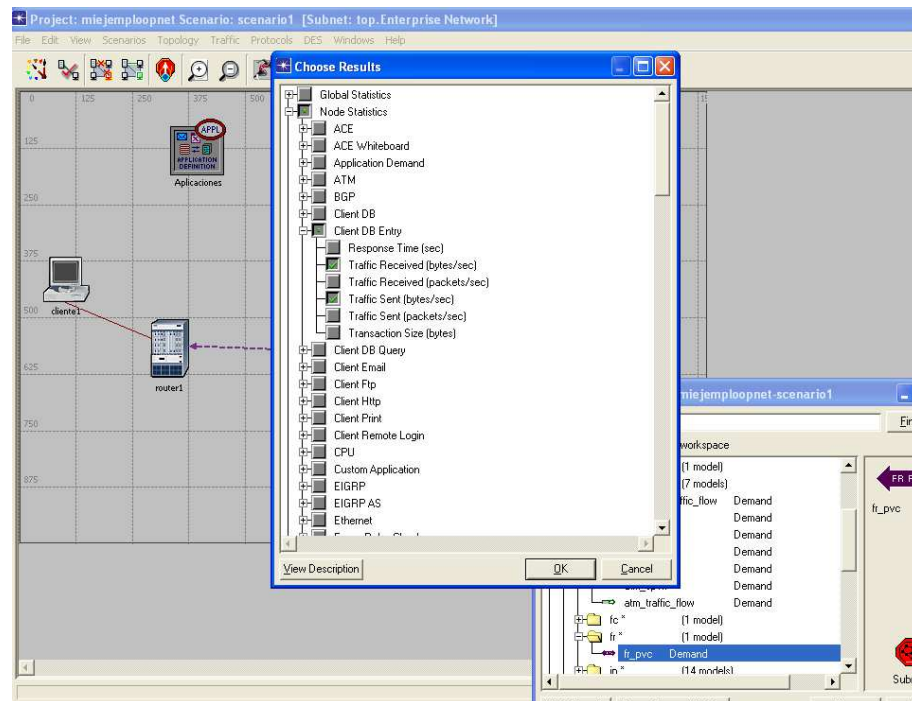 Project: miejemploopnet Scenario: scenario1 [Subnet: top.Enterprise Network]
File Edit View Scenarios Topology Traffic Protocols DES Windows Help
Choose Results
0 125 250 375 500
125
250
375
500
625
750
875
APPL
APPLICATION
DEFINITION
Aplicaciones
cliente1
router1
Global Statistics
Node Statistics
ACE
ACE Whiteboard
Application Demand
ATM
BGP
Client DB
Client DB Entry
Response Time (sec)
Traffic Received (bytes/sec)
Traffic Received (packets/sec)
Traffic Sent (bytes/sec)
Traffic Sent (packets/sec)
Transaction Size (bytes)
Client DB Query
Client Email
Client Ftp
Client Http
Client Print
Client Remote Login
CPU
Custom Application
EIGRP
EIGRP AS
Ethernet
View Description OK Cancel
miejemploopnet-scenario1
workspace
(1 model)
(7 models)
Demand
Demand
Demand
Demand
Demand
Demand
atm_traffic_flow Demand
fc * (1 model)
fr * (1 model)
fr_pvc Demand
ip * (14 models)
fr_pvc